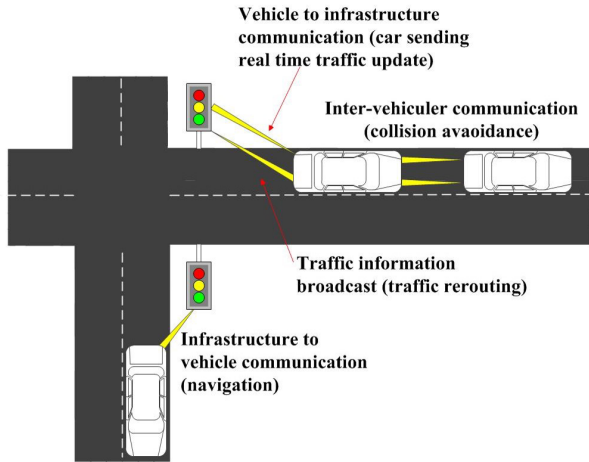 Vehicle to infrastructure
communication (car sending
real time traffic update)
Inter-vehiculer communication
(collision avaoidance)
Traffic information
broadcast (traffic rerouting)
Infrastructure to
vehicle communication
(navigation)